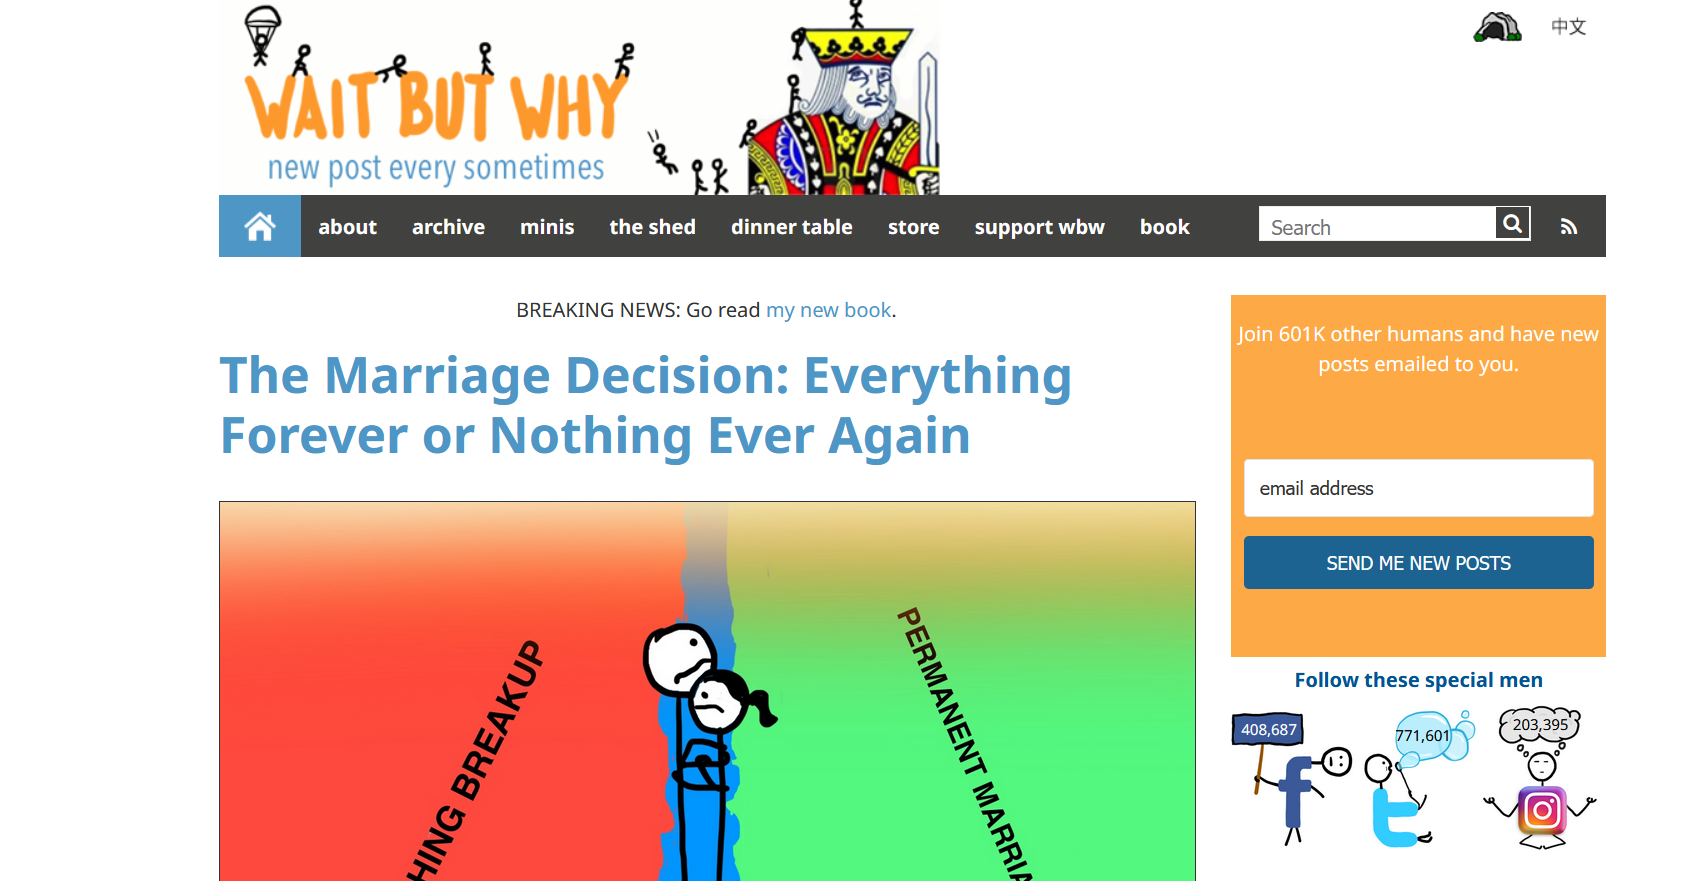 中文
WAIT BUT WHY
new post every sometimes
about archive minis the shed dinner table store support wbw book Search
BREAKING NEWS: Go read my new book.
The Marriage Decision: Everything
Forever or Nothing Ever Again
HING BREAKUP
PERMANENT MARRIA
Join 601K other humans and have new
posts emailed to you.
email address
SEND ME NEW POSTS
Follow these special men
408,687
771,601
203,395